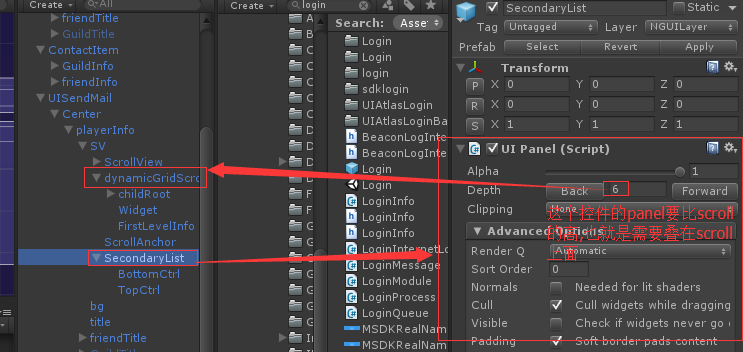 Create All
friendTitle
GuildTitle
ContactItem
GuildInfo
friendInfo
UISendMail
Center
playerInfo
SV
ScrollView
dynamicGridScro
childRoot
Widget
FirstLevelInfo
ScrollAnchor
SecondaryList
BottomCtrl
TopCtrl
bg
title
friendTitle
Create login
Search: Asse
Login
Login
login
sdklogin
UIAtlasLogin
UIAtlasLoginBa
BeaconLogInte
BeaconLogInte
Login
Login
LoginInfo
LoginInfo
LoginInfo
LoginInternetLo
LoginMessage
LoginModule
LoginProcess
LoginQueue
MSDKRealNam
MSDKRealNam
SecondaryList Static
Tag Untagged Layer NGUILayer
Prefab Select Revert Apply
Transform
P X 0 Y 0 Z 0
R X 0 Y 0 Z 0
S X 1 Y 1 Z 1
UI Panel (Script)
Alpha 1
Depth Back 6 Forward
Clipping None
这个控件的panel要比scroll
的高,也就是需要叠在scroll
上面
Advanced Options
Render Q Automatic
Sort Order 0
Normals Needed for lit shaders
Cull Cull widgets while dragging
Visible Check if widgets never go
Padding Soft border pads content